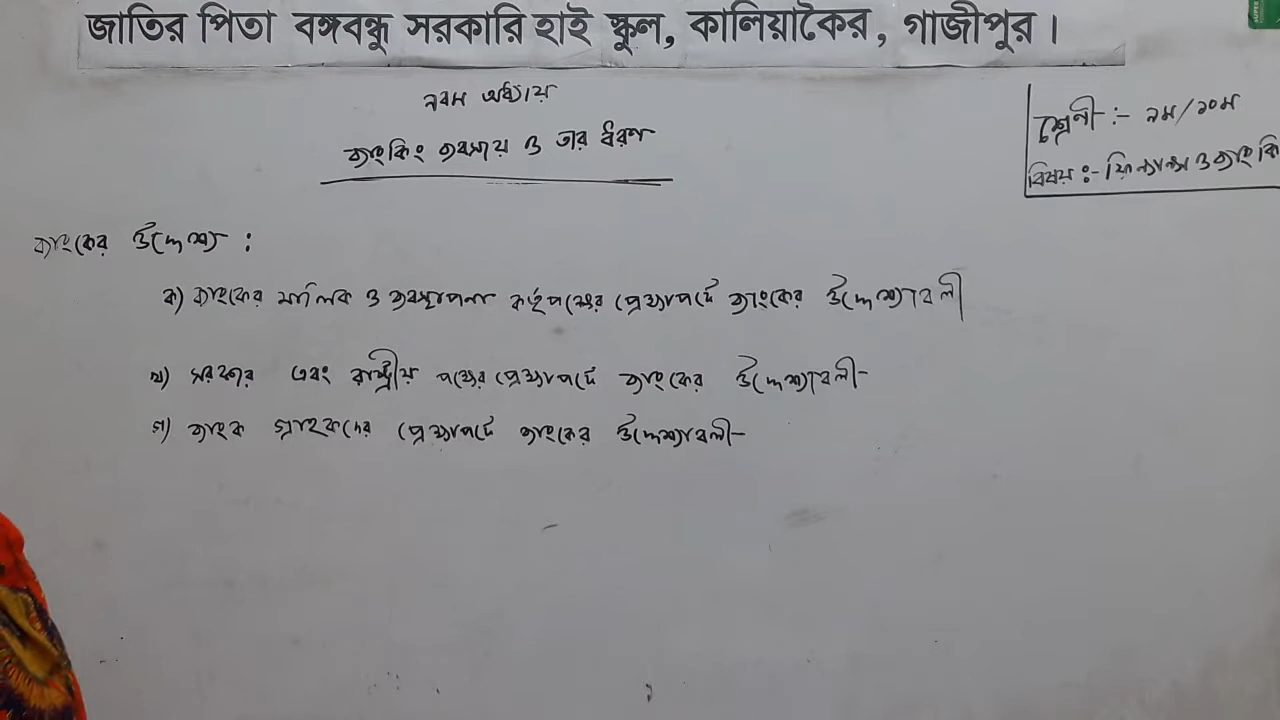 জাতির পিতা বঙ্গবন্ধু সরকারি হাই স্কুল, কালিয়াকৈর, গাজীপুর।
নবম অধ্যায়
ব্যাংকিং ব্যবসায় ও তার ধরণ
শ্রেণী :- ৯ম/১০ম
বিষয় :- ফিন্যান্স ও ব্যাংকি
ব্যাংকের উদ্দেশ্য :
ক) ব্যাংকের মালিক ও ব্যবস্থাপনা কর্তৃপক্ষের প্রেক্ষাপটে ব্যাংকের উদ্দেশ্যাবলী
খ) সরকার এবং রাষ্ট্রীয় পক্ষের প্রেক্ষাপটে ব্যাংকের উদ্দেশ্যাবলী-
গ) ব্যাংক গ্রাহকদের প্রেক্ষাপটে ব্যাংকের উদ্দেশ্যাবলী-